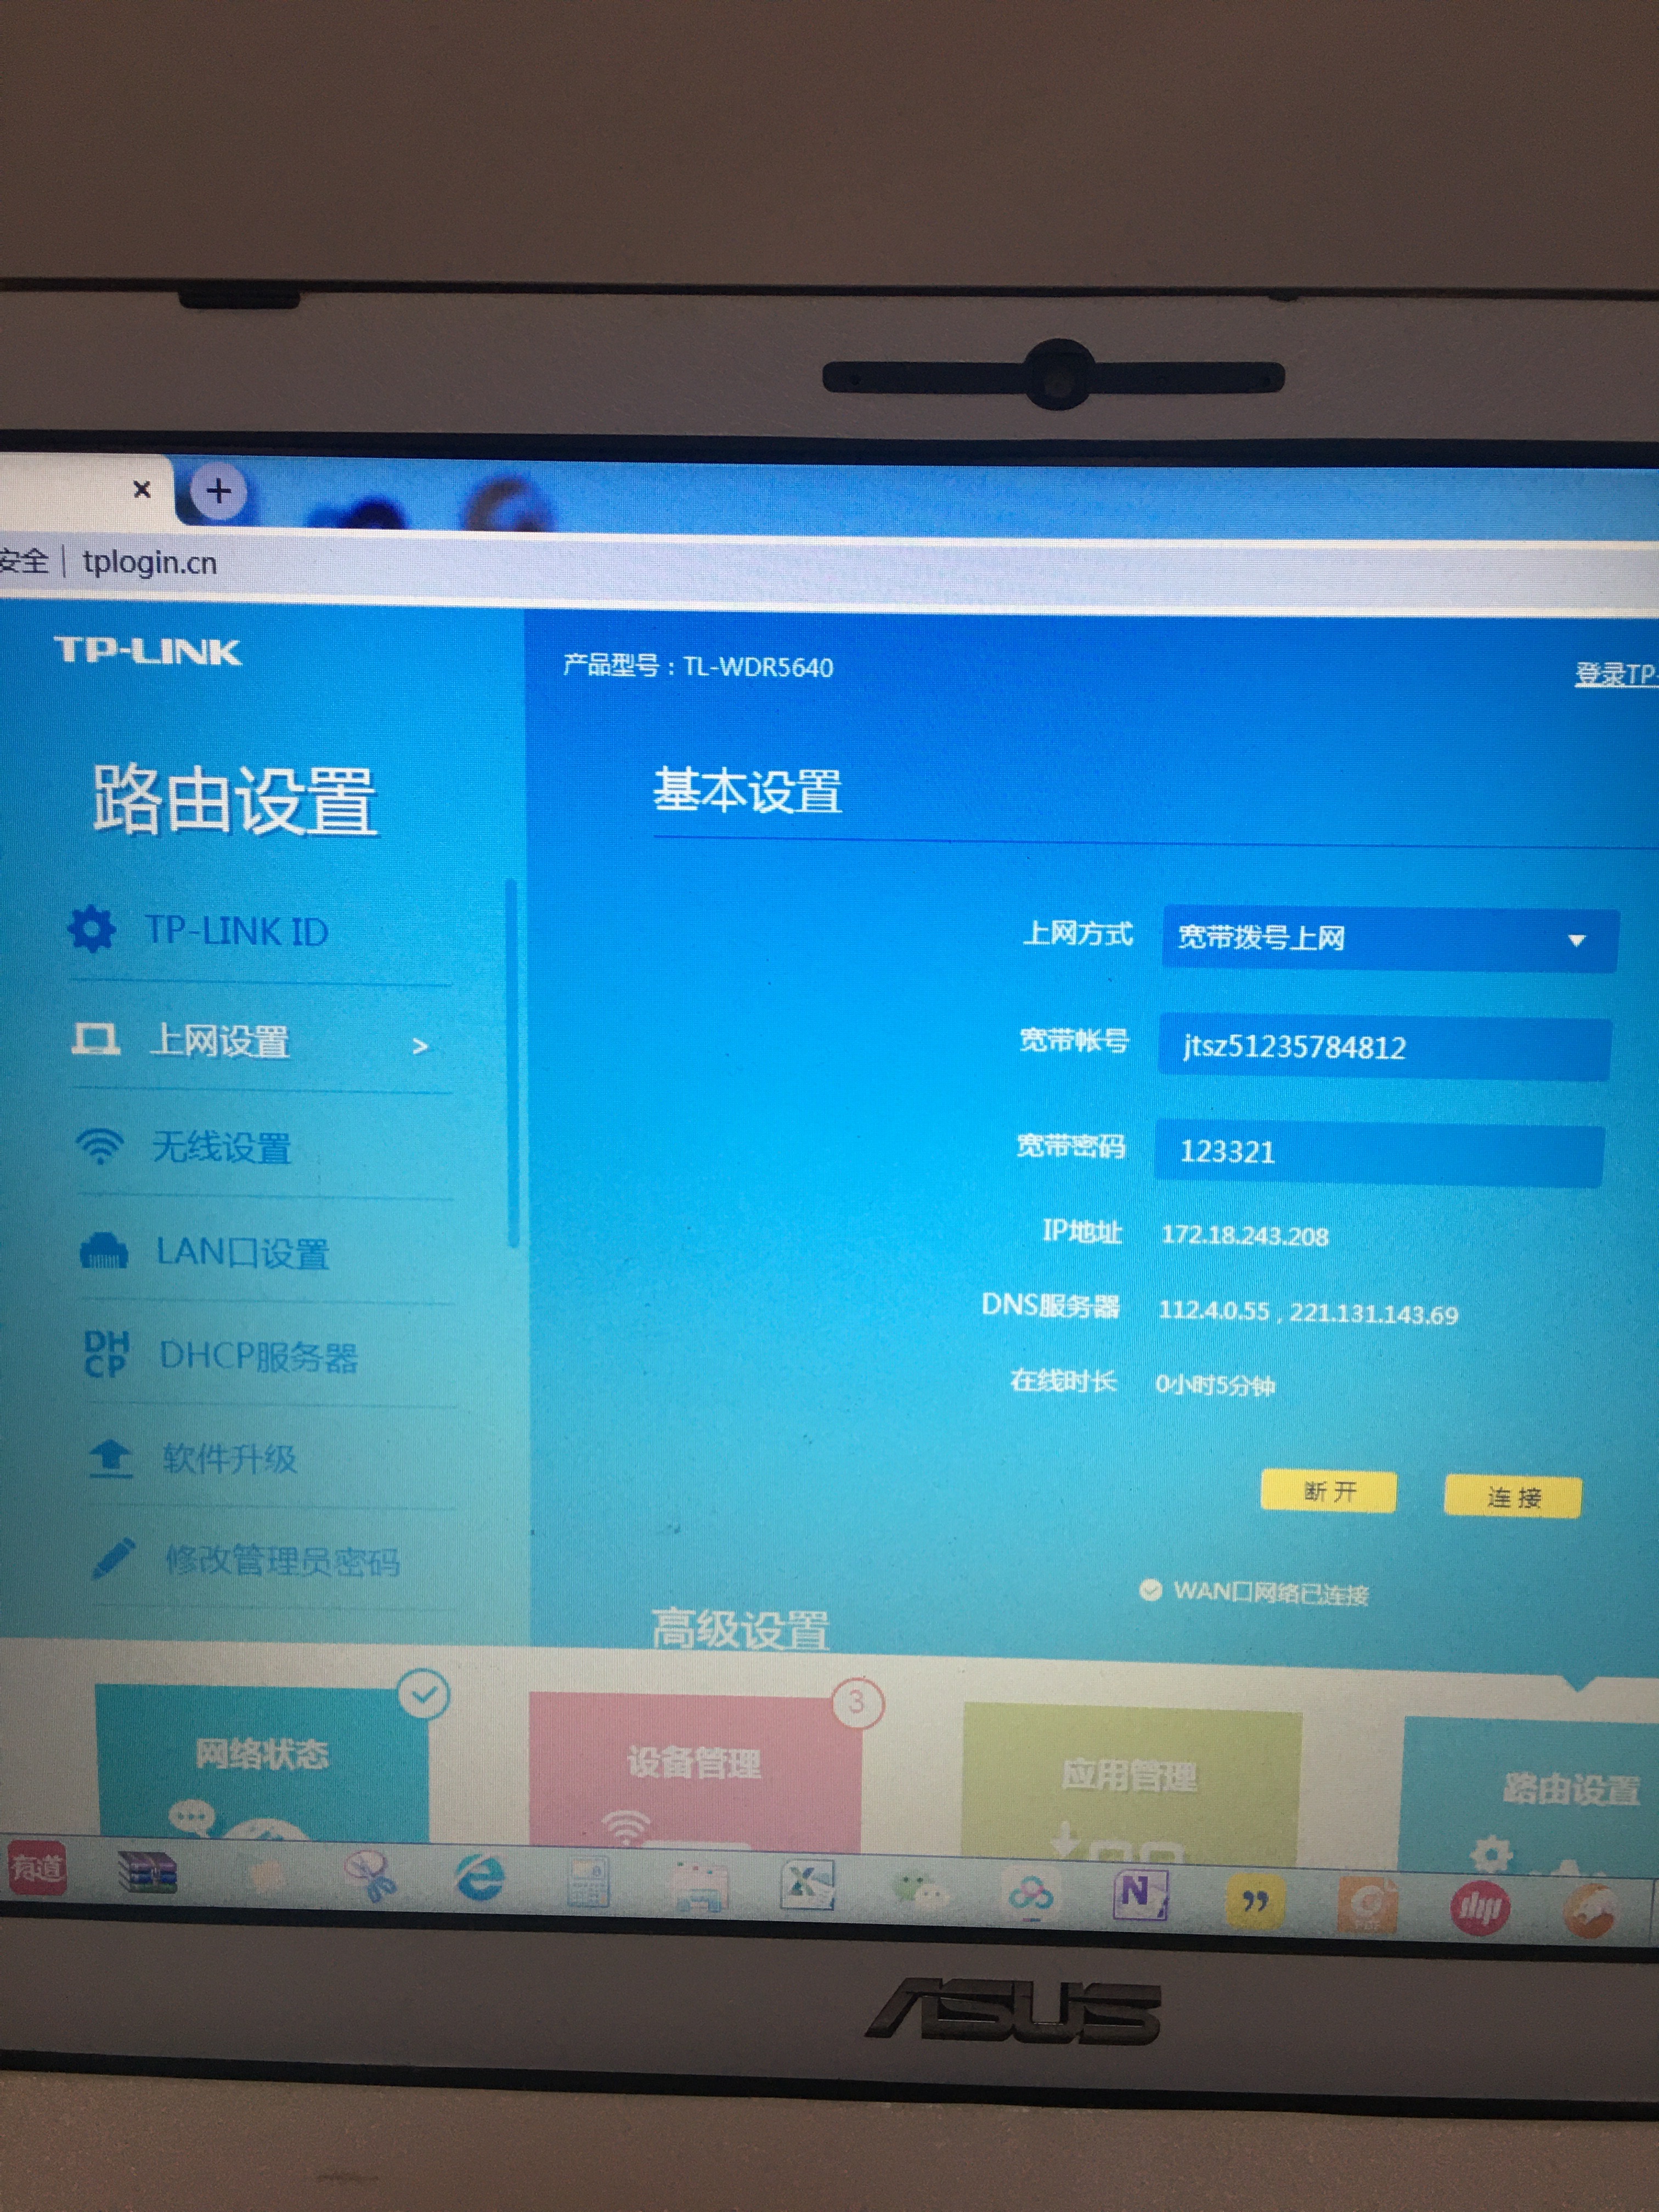 安全 | tplogin.cn
TP-LINK
产品型号：TL-WDR5640
登录TP-
路由设置
TP-LINK ID
上网设置 >
无线设置
LAN口设置
DHCP
DHCP服务器
软件升级
修改管理员密码
基本设置
上网方式 宽带拨号上网
宽带帐号 jtsz51235784812
宽带密码 123321
IP地址 172.18.243.208
DNS服务器 112.4.0.55 , 221.131.143.69
在线时长 0小时5分钟
断开 连接
WAN口网络已连接
高级设置
网络状态
设备管理
3
应用管理
路由设置
有道
N
PDF
ASUS